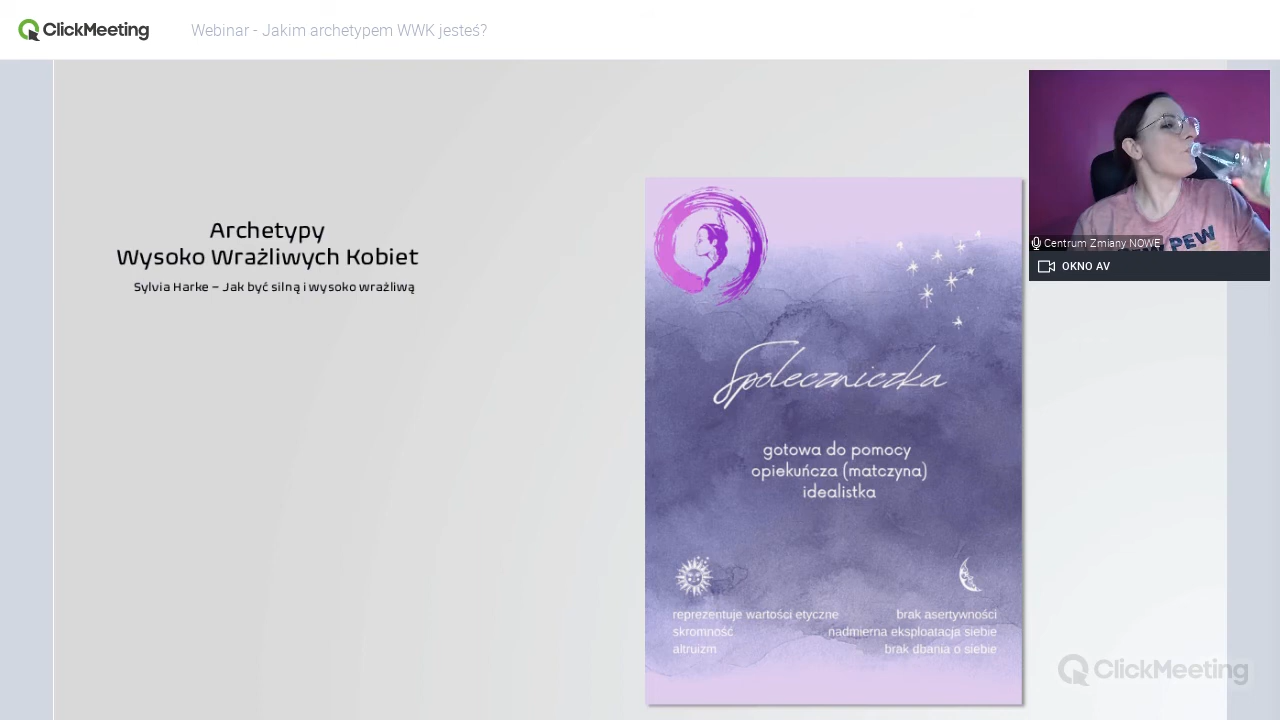 ClickMeeting
Webinar - Jakim archetypem WWK jesteś?
Archetypy
Wysoko Wrażliwych Kobiet
Sylvia Harke – Jak być silną i wysoko wrażliwą
PEW
Centrum Zmiany NOWE
OKNO AV
Społeczniczka
gotowa do pomocy
opiekuńcza (matczyna)
idealistka
reprezentuje wartości etyczne
skromność
altruizm
brak asertywności
nadmierna eksploatacja siebie
brak dbania o siebie
ClickMeeting